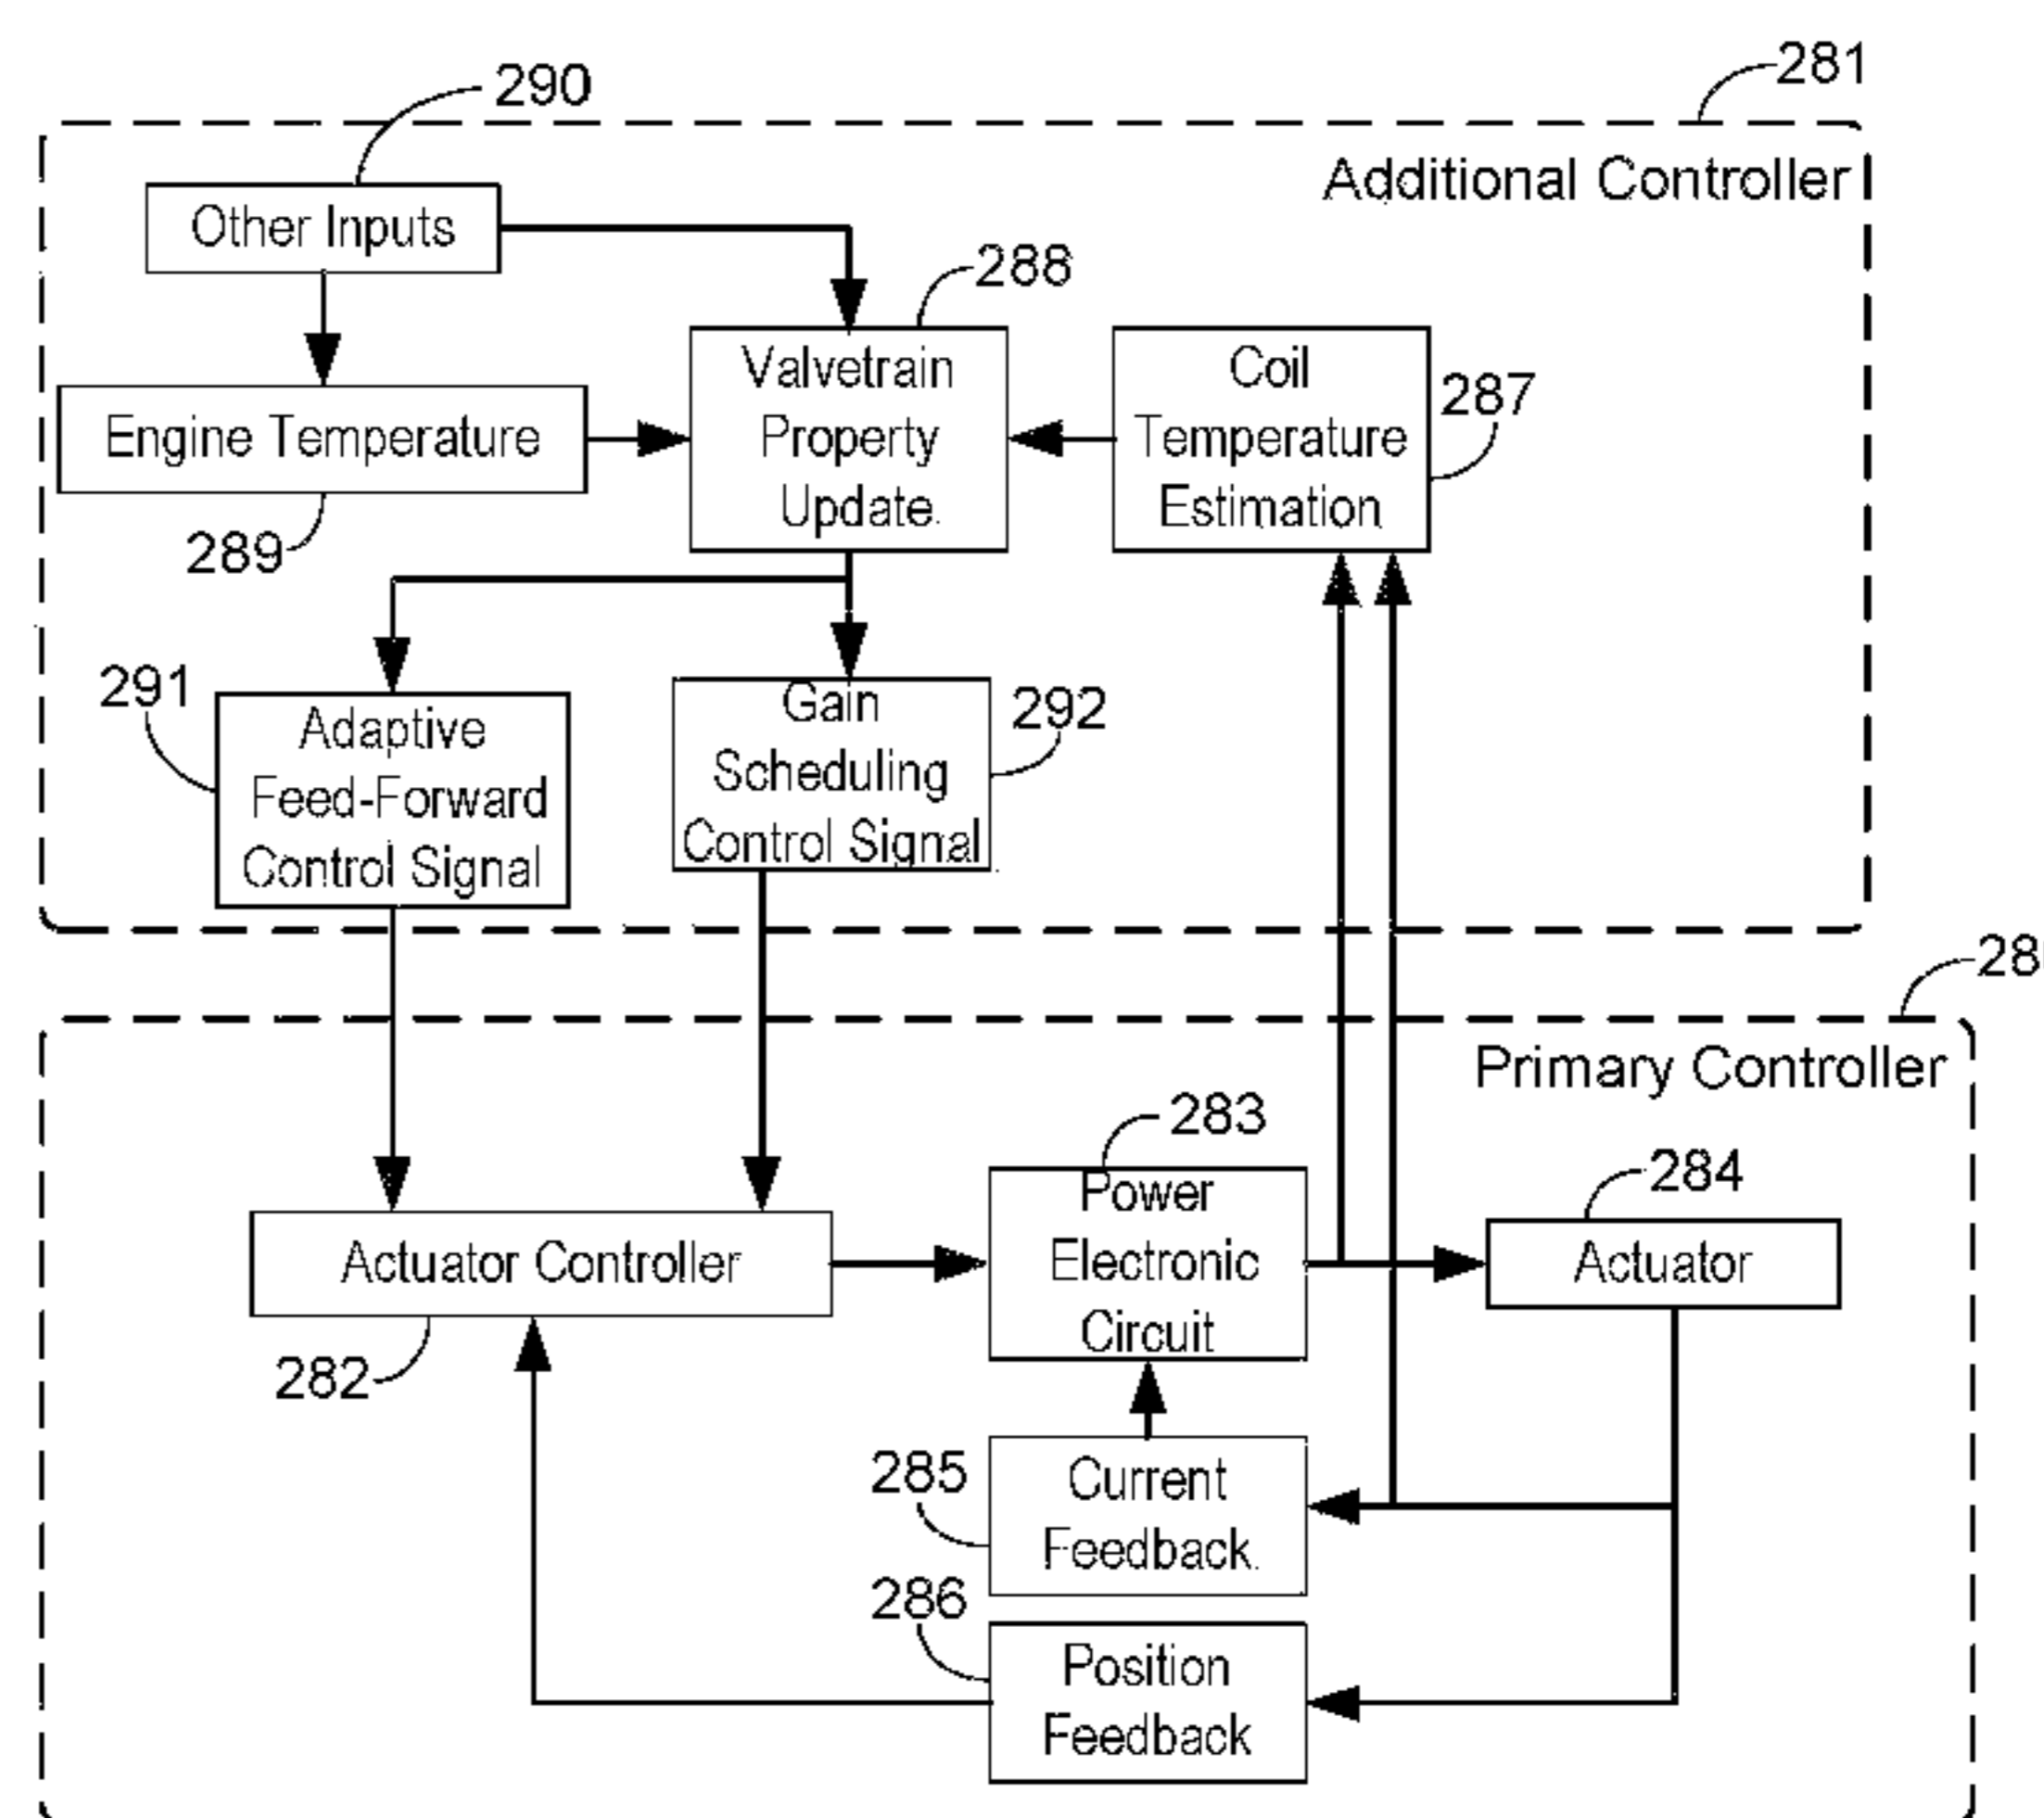 281
290
Additional Controller
Other Inputs
288
Valvetrain
Property
Update
Coil
Temperature
Estimation
287
Engine Temperature
289
291
Adaptive
Feed-Forward
Control Signal
Gain
Scheduling
Control Signal
292
28
Primary Controller
283
Power
Electronic
Circuit
284
Actuator
Actuator Controller
282
285
Current
Feedback
286
Position
Feedback